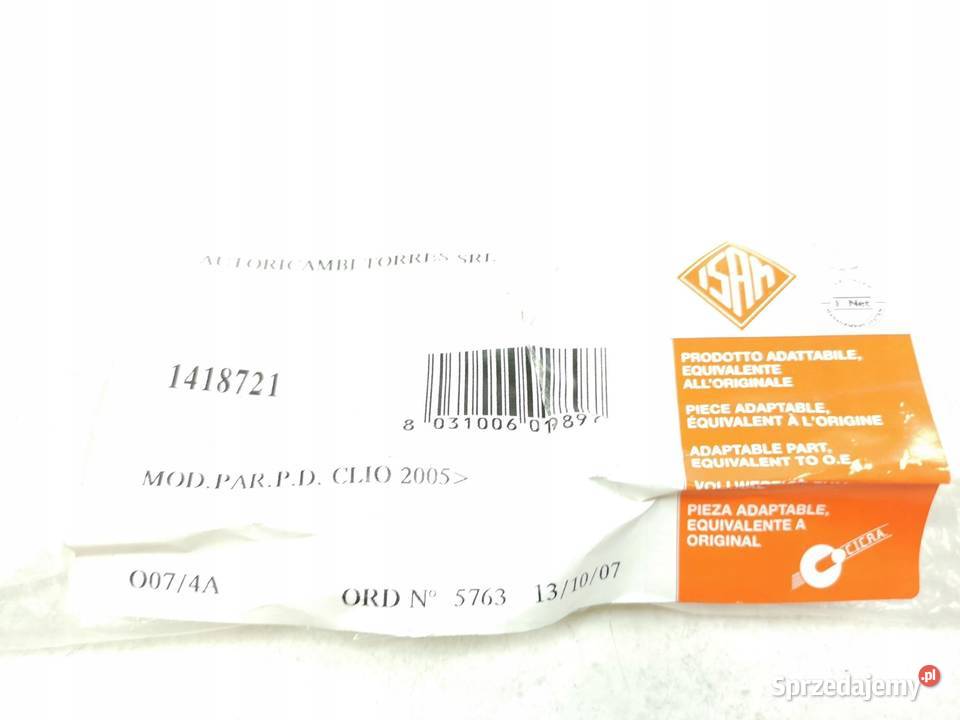 AUTORICAMBI TORRES SRL
ISAM
1418721
8 031006 01
MOD.PAR.P.D. CLIO 2005>
O07/4A
ORD N° 5763 13/10/07
PRODOTTO ADATTABILE,
EQUIVALENTE
ALL'ORIGINALE
PIECE ADAPTABLE,
ÉQUIVALENT À L'ORIGINE
ADAPTABLE PART,
EQUIVALENT TO O.E.
PIEZA ADAPTABLE,
EQUIVALENTE A
ORIGINAL
CICRA
Sprzedajemy.pl